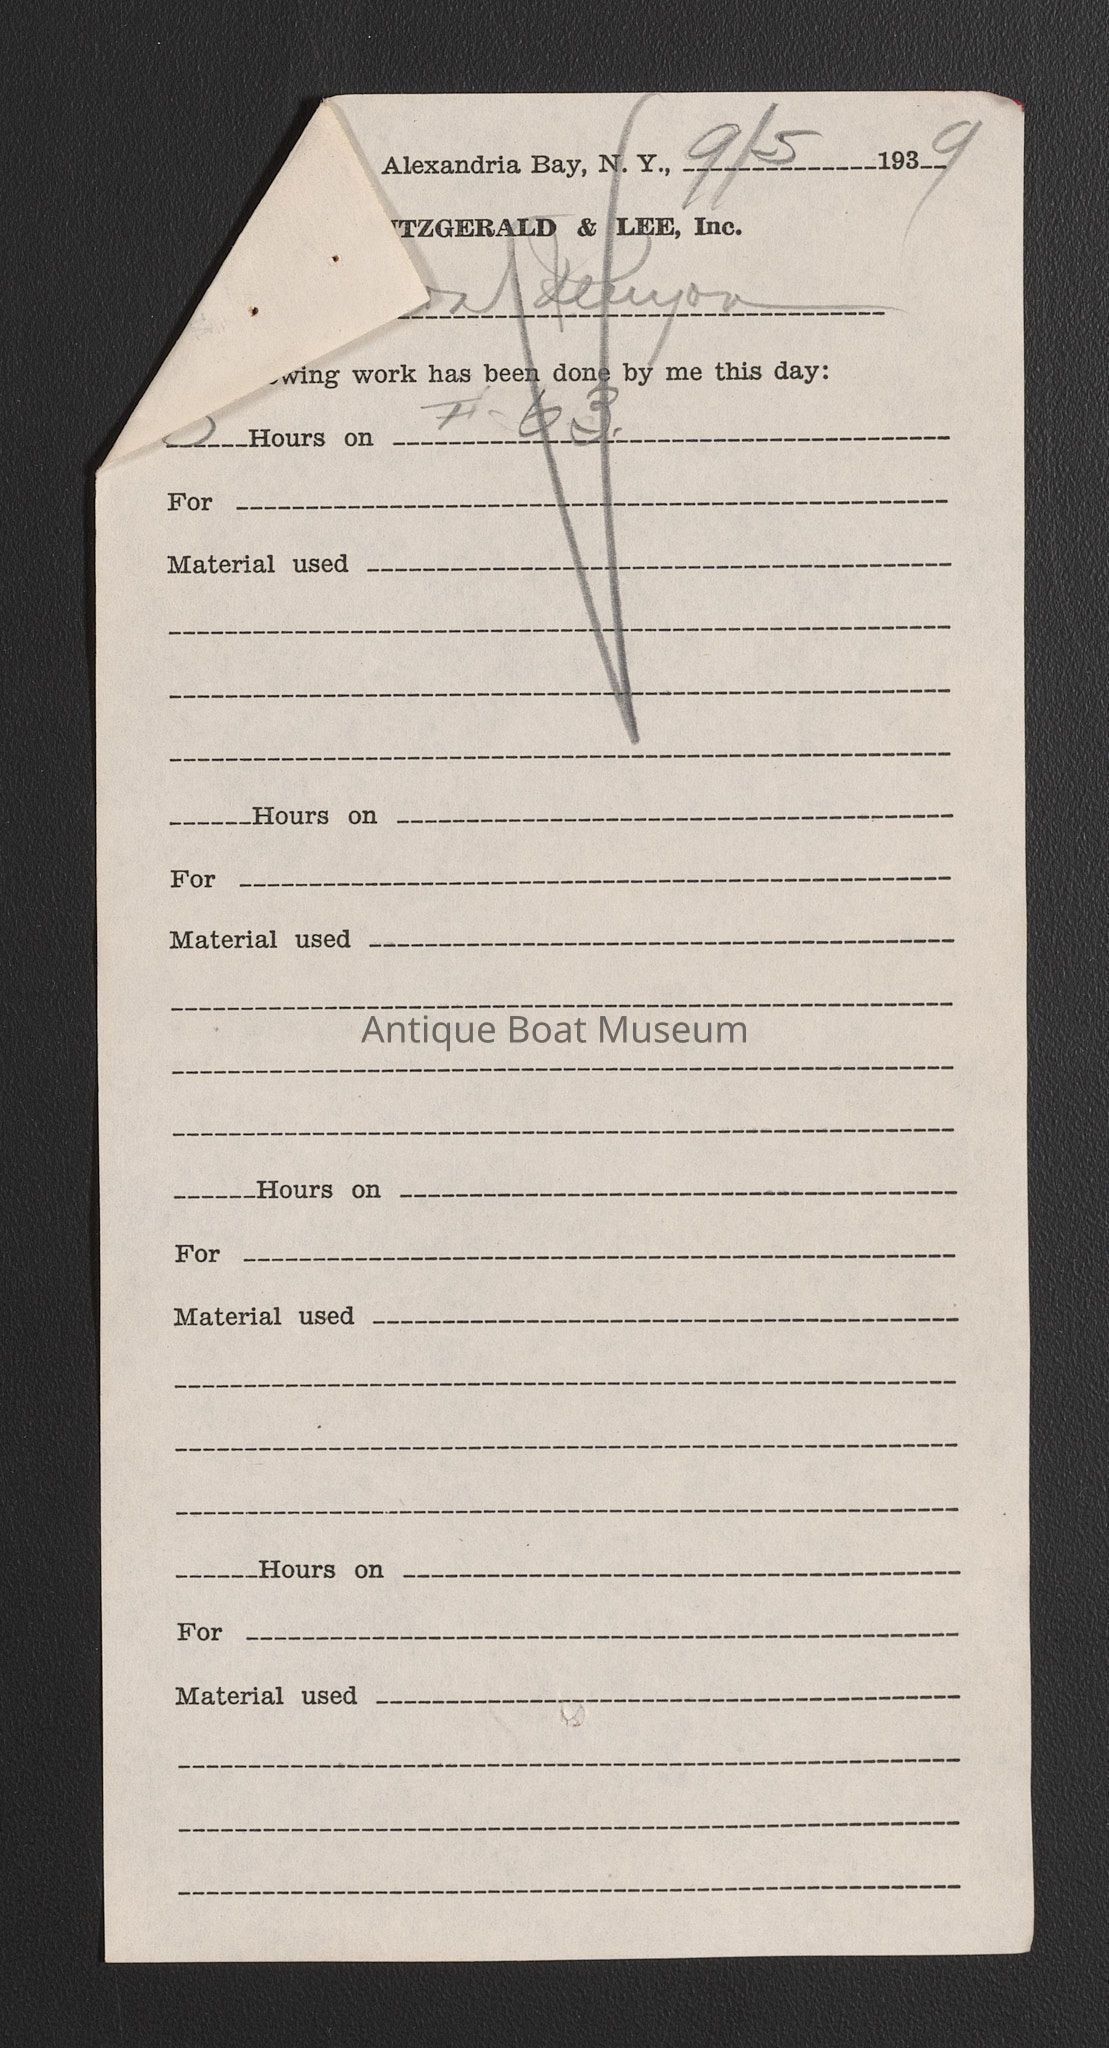 Alexandria Bay, N. Y., 9/5 1939
ITZGERALD & LEE, Inc.
Kenyon
owing work has been done by me this day:
Hours on F-63.
For
Material used
Hours on
For
Material used
Antique Boat Museum
Hours on
For
Material used
Hours on
For
Material used